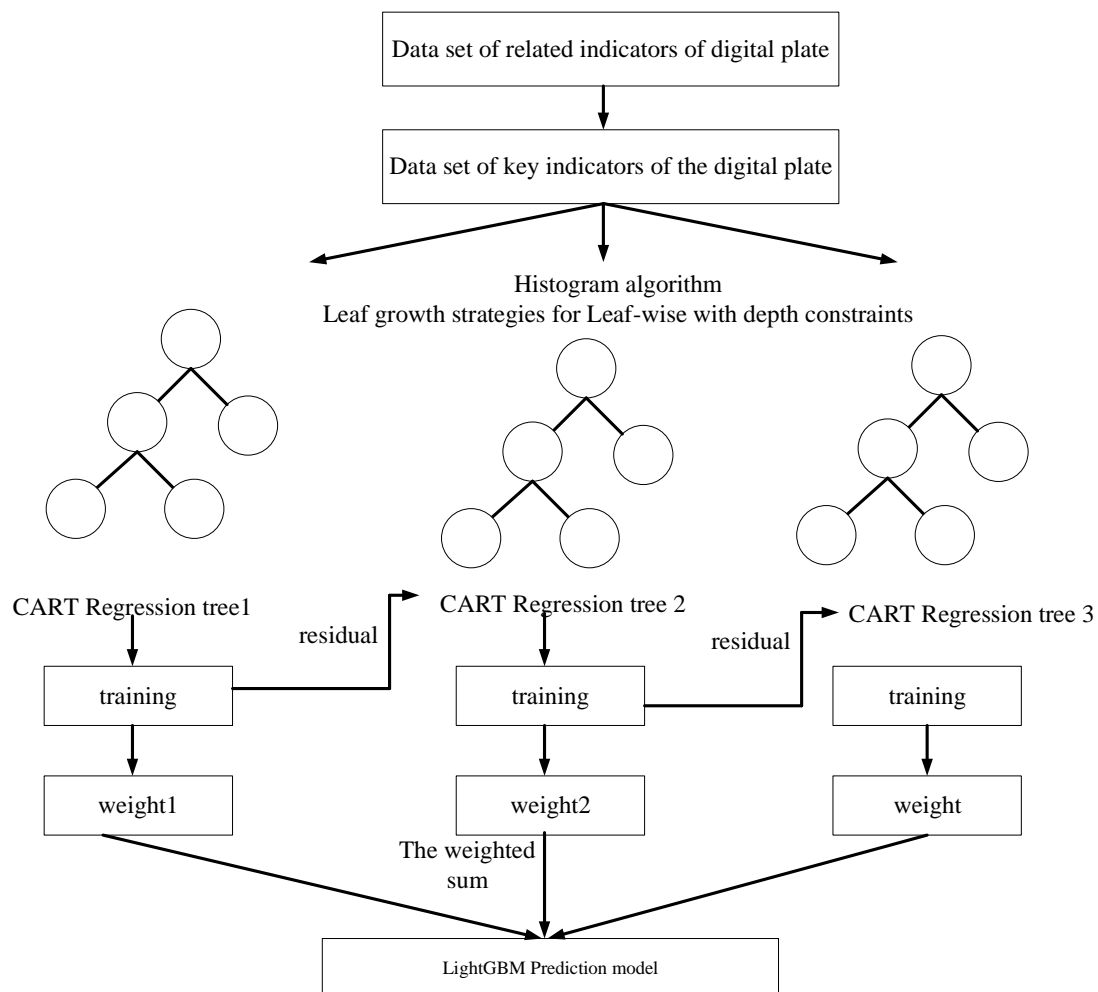 Data set of related indicators of digital plate
Data set of key indicators of the digital plate
Histogram algorithm
Leaf growth strategies for Leaf-wise with depth constraints
CART Regression tree1
CART Regression tree 2
CART Regression tree 3
residual
residual
training
training
training
weight1
weight2
weight
The weighted
sum
LightGBM Prediction model